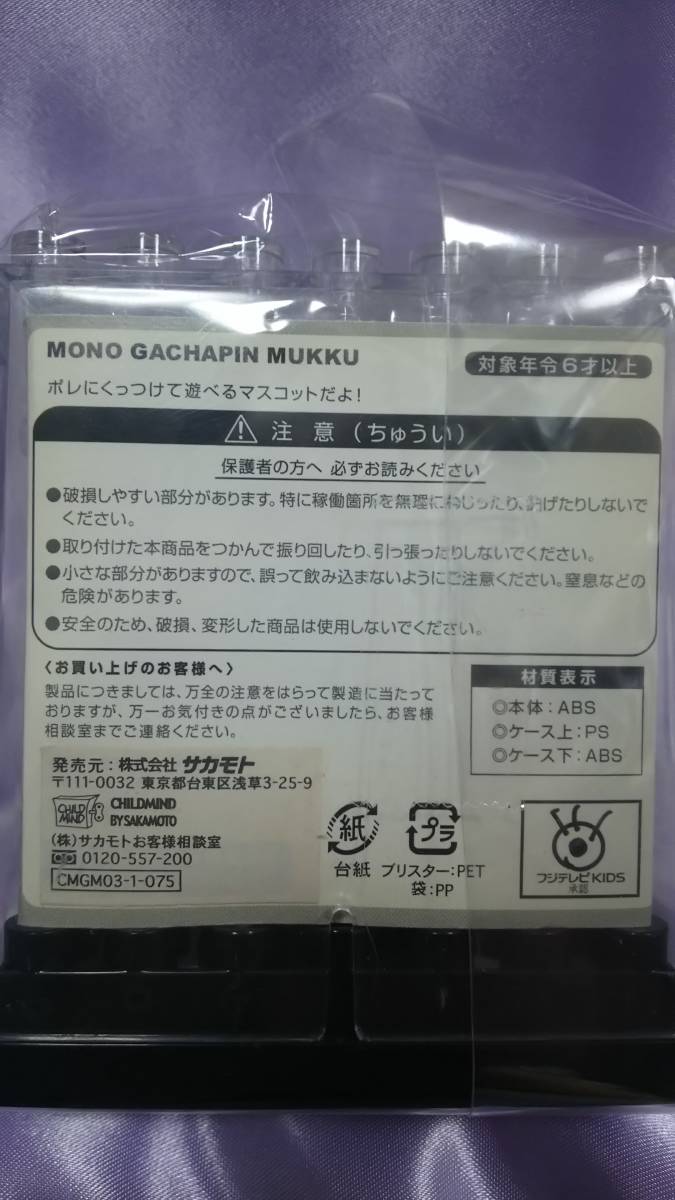 MONO GACHAPIN MUKKU
対象年令6才以上
ポレにくっつけて遊べるマスコットだよ!
注 意 (ちゅうい)
保護者の方へ 必ずお読みください
●破損しやすい部分があります。特に稼働箇所を無理にねじったり、曲げたりしないで
ください。
●取り付けた本商品をつかんで振り回したり、引っ張ったりしないでください。
●小さな部分がありますので、誤って飲み込まないようにご注意ください。窒息などの
危険があります。
●安全のため、破損、変形した商品は使用しないでください。
〈お買い上げのお客様へ〉
製品につきましては、万全の注意をはらって製造に当たって
おりますが、万一お気付きの点がございましたら、お客様
相談室までご連絡ください。
材質表示
◎本体:ABS
◎ケース上:PS
◎ケース下:ABS
発売元:株式会社 サカモト
〒111-0032 東京都台東区浅草3-25-9
CHILD MIND
CHILDMIND
BY SAKAMOTO
(株)サカモトお客様相談室
0120-557-200
CMGM03-1-075
紙
台紙
プラ
ブリスター:PET
袋:PP
フジテレビKIDS
承認